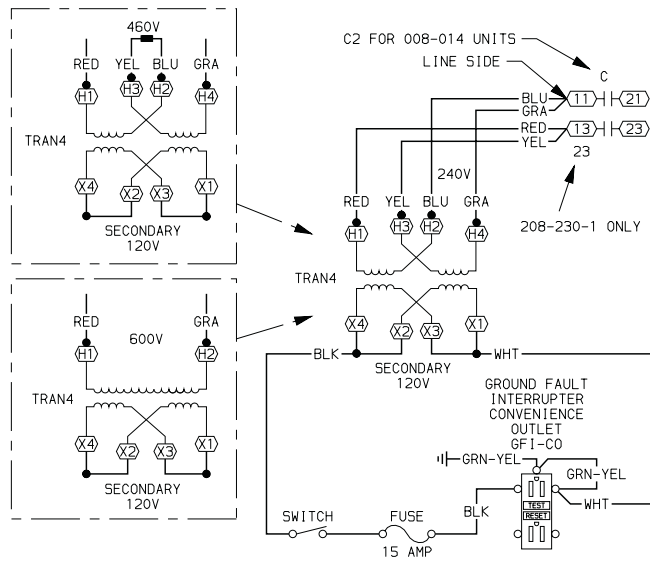 460V
RED YEL BLU GRA
H1 H3 H2 H4
TRAN4
X4 X2 X3 X1
SECONDARY
120V
600V
RED GRA
H1 H2
TRAN4
X4 X2 X3 X1
SECONDARY
120V
C2 FOR 008-014 UNITS
LINE SIDE
C
BLU 11 21
GRA
RED 13 23
YEL
23
208-230-1 ONLY
240V
RED YEL BLU GRA
H1 H3 H2 H4
TRAN4
X4 X2 X3 X1
BLK WHT
SECONDARY
120V
GROUND FAULT
INTERRUPTER
CONVENIENCE
OUTLET
GFI-CO
GRN-YEL
GRN-YEL
WHT
BLK
TEST
RESET
SWITCH
FUSE
15 AMP